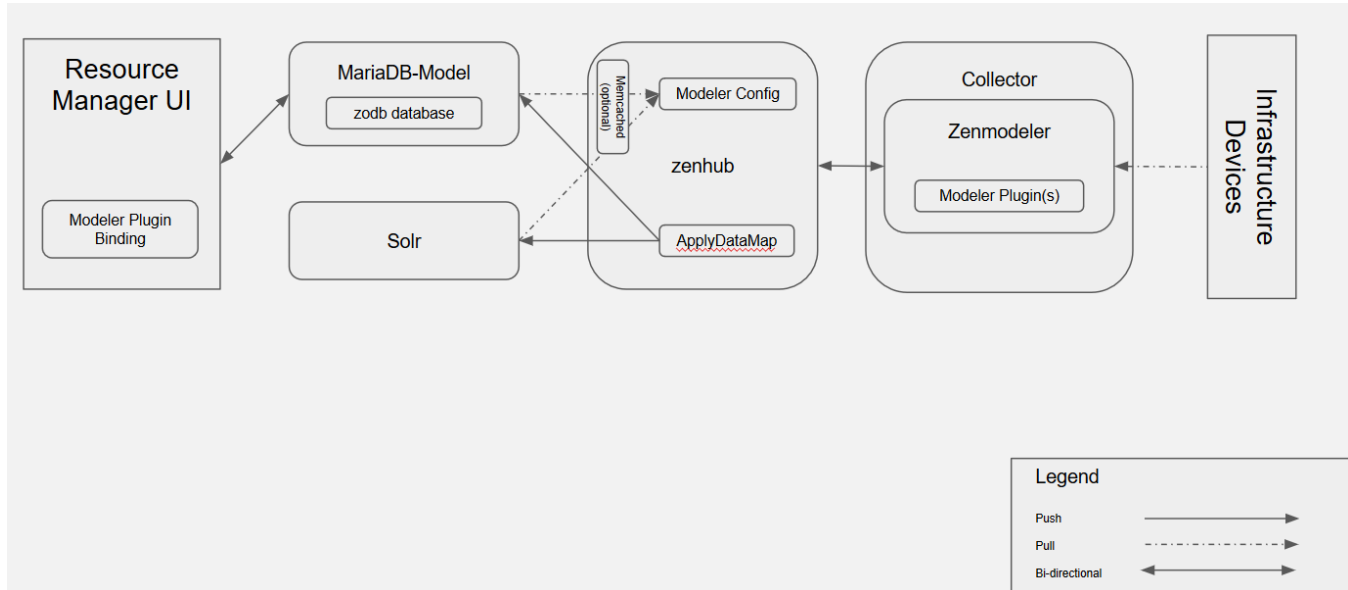 Resource
Manager UI
Modeler Plugin
Binding
MariaDB-Model
zodb database
Solr
Memcached
(optional)
Modeler Config
zenhub
ApplyDataMap
Collector
Zenmodeler
Modeler Plugin(s)
Infrastructure
Devices
Legend
Push
Pull
Bi-directional